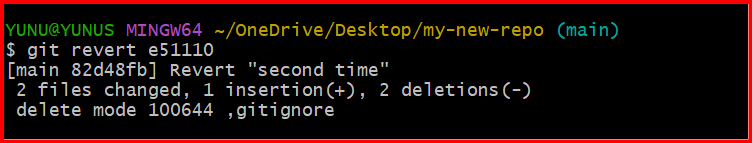 YUNU@YUNUS MINGW64 ~/OneDrive/Desktop/my-new-repo (main)
$ git revert e51110
[main 82d48fb] Revert "second time"
 2 files changed, 1 insertion(+), 2 deletions(-)
 delete mode 100644 ,gitignore